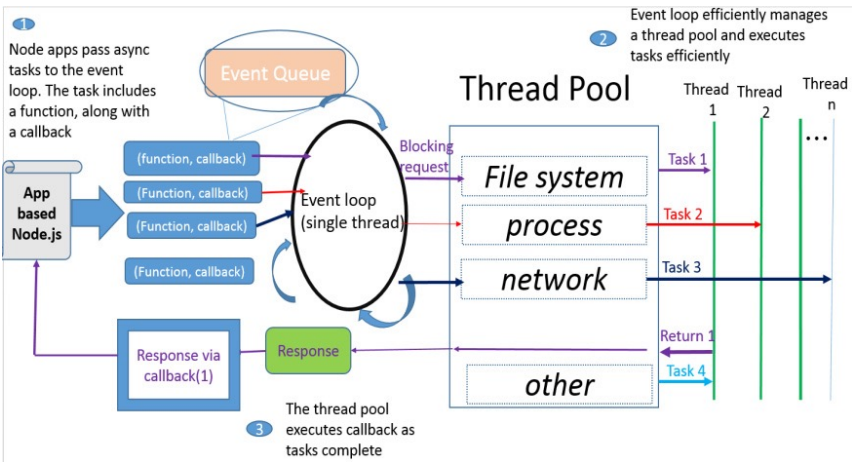 1
Node apps pass async
tasks to the event
loop. The task includes
a function, along with
a callback
Event Queue
2
Event loop efficiently manages
a thread pool and executes
tasks efficiently
Thread Pool
Thread
1
Thread
2
Thread
n
...
App
based
Node.js
(function, callback)
(Function, callback)
(Function, callback)
(Function, callback)
Event loop
(single thread)
Blocking
request
File system
process
network
other
Task 1
Task 2
Task 3
Return 1
Task 4
Response
Response via
callback(1)
3
The thread pool
executes callback as
tasks complete